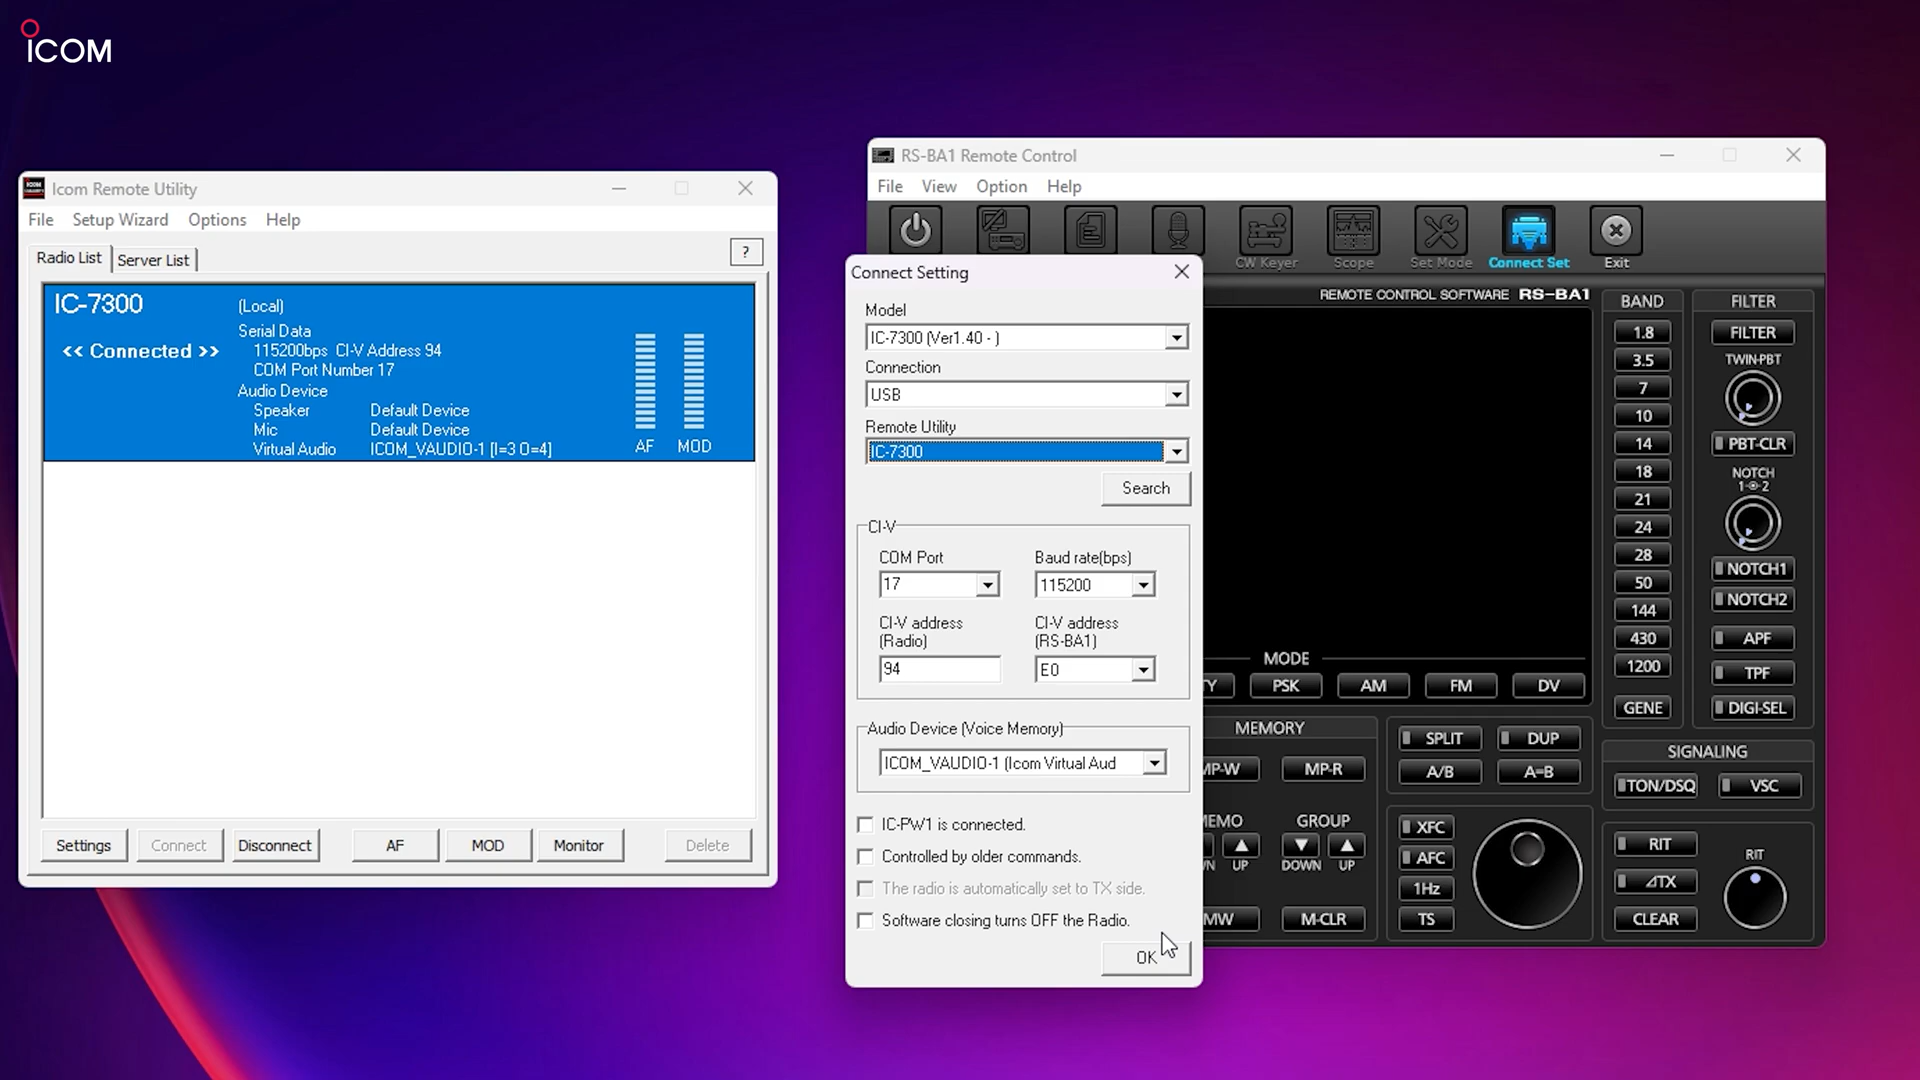 ICOM
Icom Remote Utility
File Setup Wizard Options Help
Radio List Server List ?
IC-7300 (Local)
<< Connected >>
Serial Data
115200bps CI-V Address 94
COM Port Number 17
Audio Device
Speaker Default Device
Mic Default Device
Virtual Audio ICOM_VAUDIO-1 [I=3 O=4]
AF MOD
Settings Connect Disconnect AF MOD Monitor Delete
RS-BA1 Remote Control
File View Option Help
CW Keyer Scope Set Mode Connect Set Exit
REMOTE CONTROL SOFTWARE RS-BA1
Connect Setting
Model
IC-7300 (Ver1.40 - )
Connection
USB
Remote Utility
IC-7300
Search
CI-V
COM Port Baud rate(bps)
17 115200
CI-V address CI-V address
(Radio) (RS-BA1)
94 E0
Audio Device (Voice Memory)
ICOM_VAUDIO-1 (Icom Virtual Aud
IC-PW1 is connected.
Controlled by older commands.
The radio is automatically set to TX side.
Software closing turns OFF the Radio.
OK
MODE
TY PSK AM FM DV
MEMORY
MP-W MP-R
MEMO GROUP
UP DOWN UP
MW M-CLR
SPLIT DUP
A/B A=B
XFC
AFC
1Hz
TS
BAND
1.8
3.5
7
10
14
18
21
24
28
50
144
430
1200
GENE
FILTER
FILTER
TWIN-PBT
PBT-CLR
NOTCH
1-◎-2
NOTCH1
NOTCH2
APF
TPF
DIGI-SEL
SIGNALING
TON/DSQ VSC
RIT
⊿TX
CLEAR
RIT